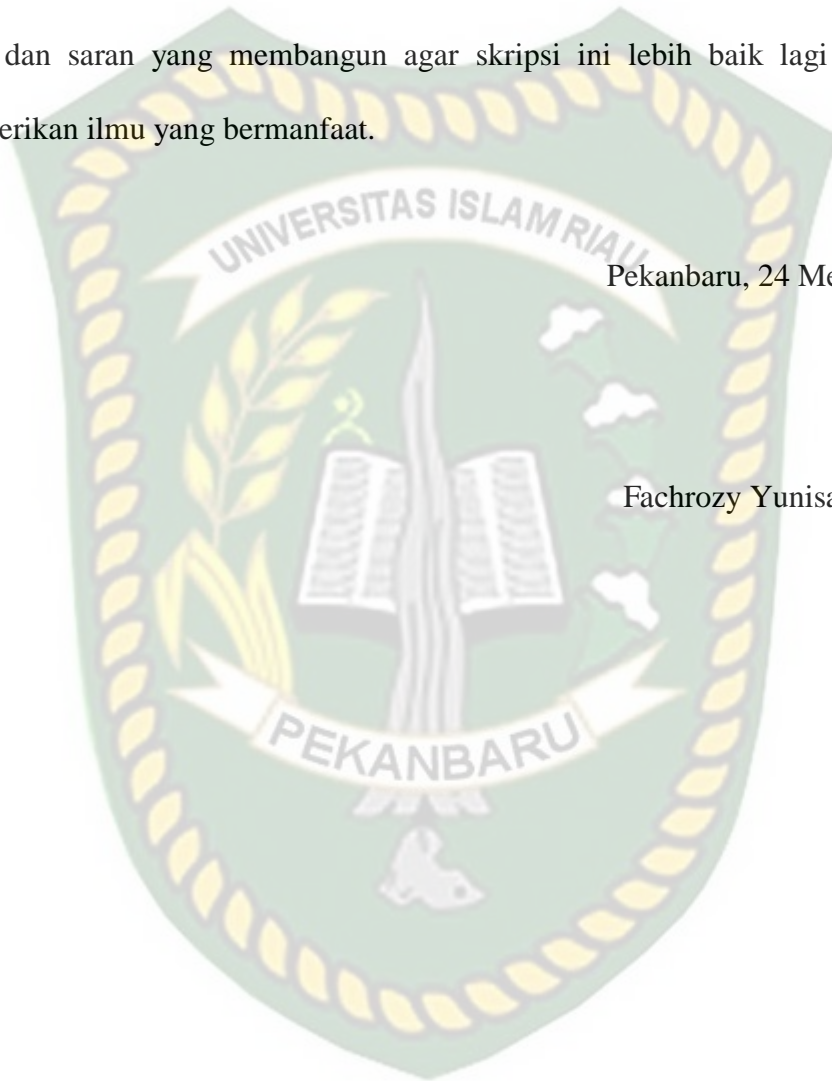 dan saran yang membangun agar skripsi ini lebih baik lagi
erikan ilmu yang bermanfaat.
UNIVERSITAS ISLAM RIAU
Pekanbaru, 24 Me
Fachrozy Yunisa
PEKANBARU